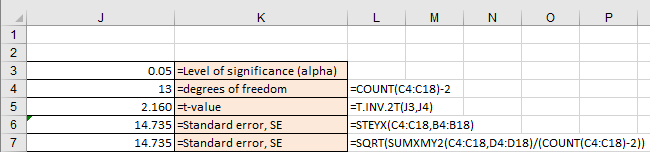 J K L M N O P
1
2
3 0.05 =Level of significance (alpha)
4 13 =degrees of freedom =COUNT(C4:C18)-2
5 2.160 =t-value =T.INV.2T(J3,J4)
6 14.735 =Standard error, SE =STEYX(C4:C18,B4:B18)
7 14.735 =Standard error, SE =SQRT(SUMXMY2(C4:C18,D4:D18)/(COUNT(C4:C18)-2))